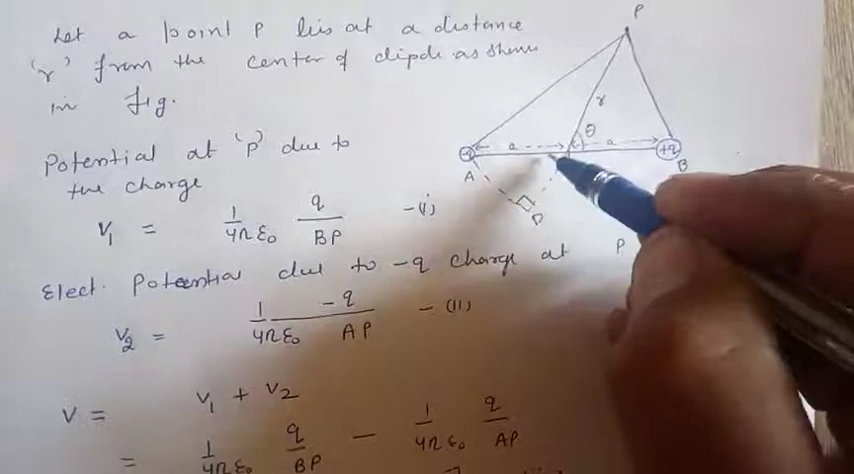 Let a point P lis at a distance
'r' from the center of dipole as shown
in fig.
Potential at 'P' due to
the charge
V₁ = 1/4πε₀ q/BP -(i)
Elect. Potential due to -q charge at P
V₂ = 1/4πε₀ -q/AP -(11)
V = V₁ + V₂
= 1/4πε₀ q/BP - 1/4πε₀ q/AP
P
r
θ
a
a
-q
+q
A
B
D